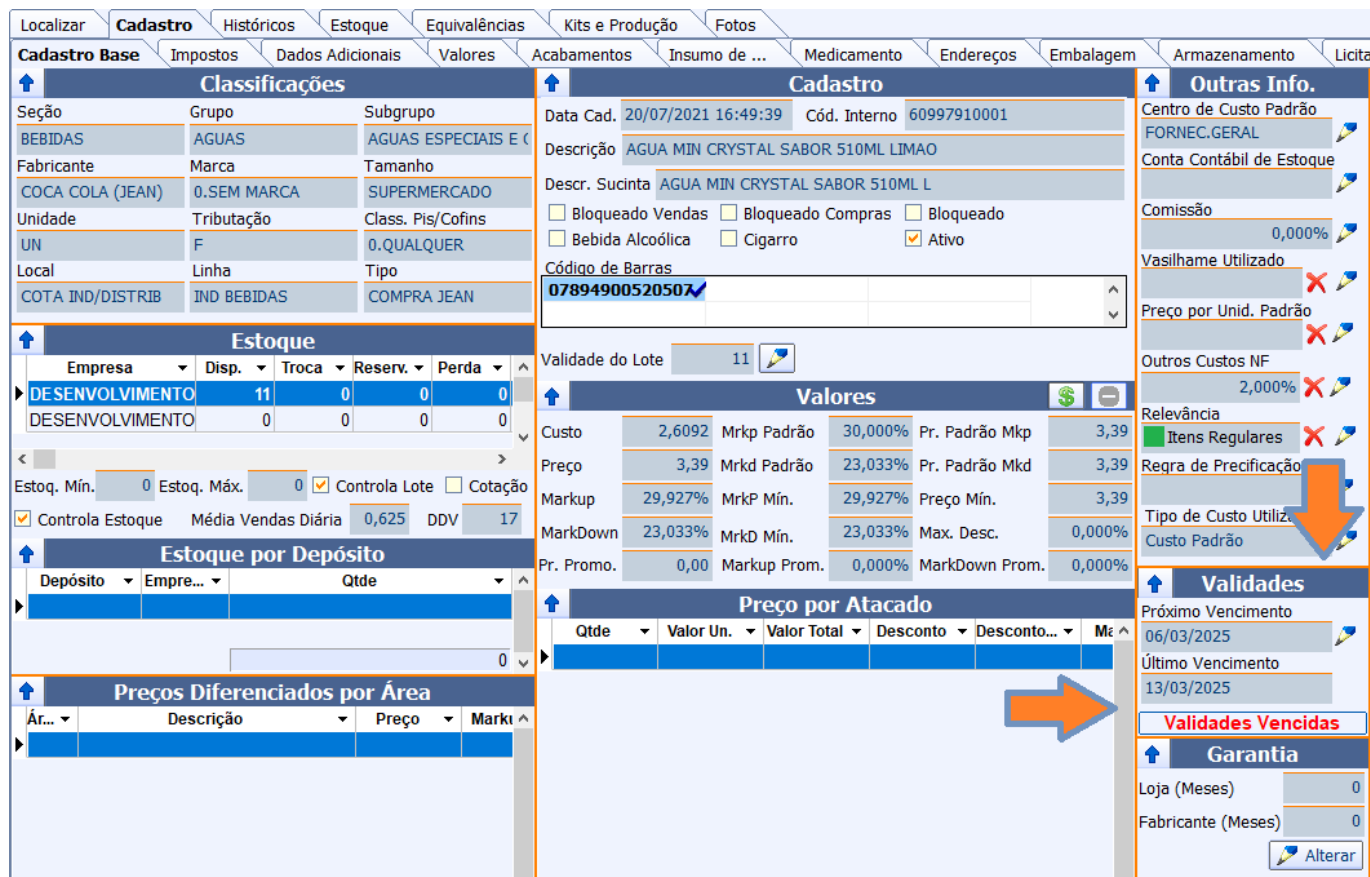 Localizar Cadastro Históricos Estoque Equivalências Kits e Produção Fotos
Cadastro Base Impostos Dados Adicionais Valores Acabamentos Insumo de ... Medicamento Endereços Embalagem Armazenamento Licita
Classificações
Seção Grupo Subgrupo
BEBIDAS AGUAS AGUAS ESPECIAIS E
Fabricante Marca Tamanho
COCA COLA (JEAN) 0.SEM MARCA SUPERMERCADO
Unidade Tributação Class. Pis/Cofins
UN F 0.QUALQUER
Local Linha Tipo
COTA IND/DISTRIB IND BEBIDAS COMPRA JEAN
Estoque
Empresa Disp. Troca Reserv. Perda
DESENVOLVIMENTO 11 0 0 0
DESENVOLVIMENTO 0 0 0 0
Estoq. Mín. 0 Estoq. Máx. 0 Controla Lote Cotação
Controla Estoque Média Vendas Diária 0,625 DDV 17
Estoque por Depósito
Depósito Empre... Qtde
0
Preços Diferenciados por Área
Ár... Descrição Preço Marku
Cadastro
Data Cad. 20/07/2021 16:49:39 Cód. Interno 60997910001
Descrição AGUA MIN CRYSTAL SABOR 510ML LIMAO
Descr. Sucinta AGUA MIN CRYSTAL SABOR 510ML L
Bloqueado Vendas Bloqueado Compras Bloqueado
Bebida Alcoólica Cigarro Ativo
Código de Barras
07894900520507
Validade do Lote 11
Valores
Custo 2,6092 Mrkp Padrão 30,000% Pr. Padrão Mkp 3,39
Preço 3,39 Mrkd Padrão 23,033% Pr. Padrão Mkd 3,39
Markup 29,927% MrkP Mín. 29,927% Preço Mín. 3,39
MarkDown 23,033% MrkD Mín. 23,033% Max. Desc. 0,000%
Pr. Promo. 0,00 Markup Prom. 0,000% MarkDown Prom. 0,000%
Preço por Atacado
Qtde Valor Un. Valor Total Desconto Desconto... Ma
Outras Info.
Centro de Custo Padrão
FORNEC.GERAL
Conta Contábil de Estoque
Comissão
0,000%
Vasilhame Utilizado
Preço por Unid. Padrão
Outros Custos NF
2,000%
Relevância
Itens Regulares
Regra de Precificação
Tipo de Custo Utiliz
Custo Padrão
Validades
Próximo Vencimento
06/03/2025
Último Vencimento
13/03/2025
Validades Vencidas
Garantia
Loja (Meses) 0
Fabricante (Meses) 0
Alterar